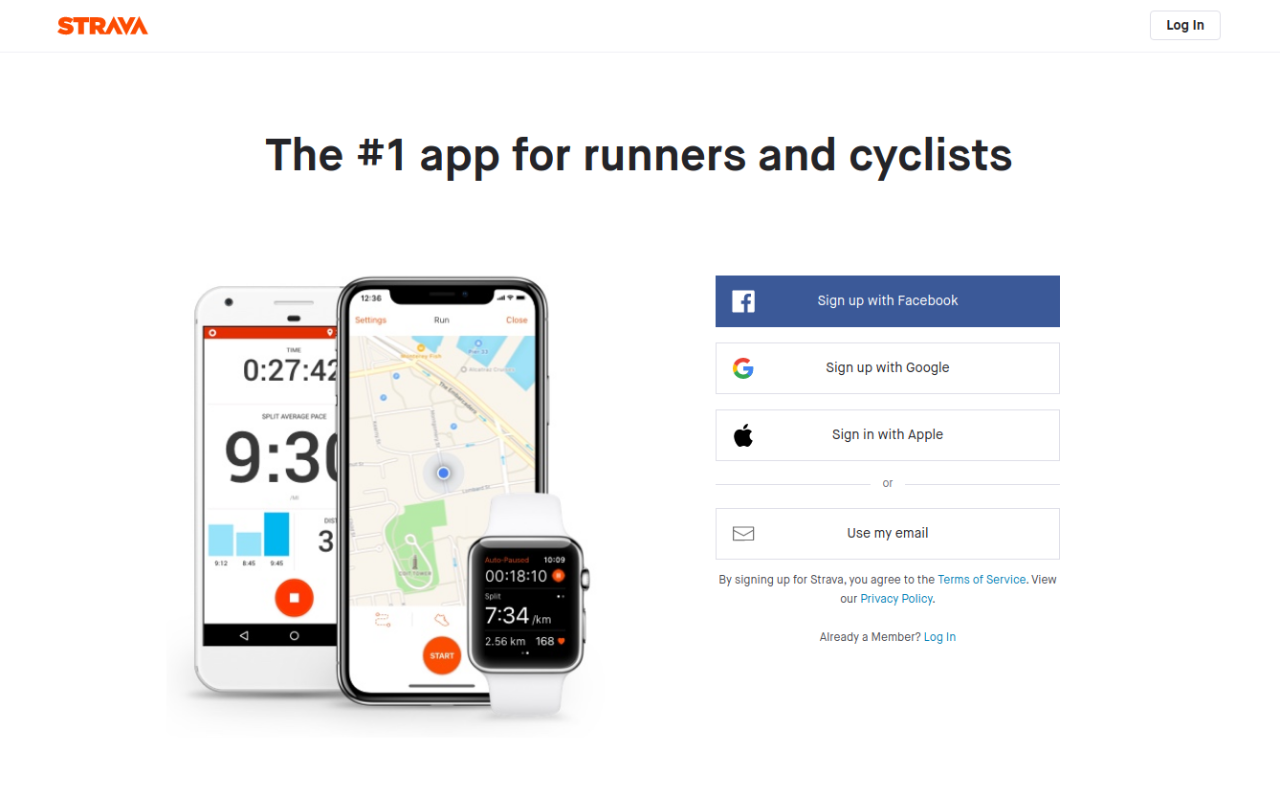 STRAVA
Log In
The #1 app for runners and cyclists
TIME
0:27:42
SPLIT AVERAGE PACE
9:30
9:12 8:45 9:45
3
12:36
Settings Run Close
The Embarcadero
Lombard St
START
Auto-Paused 10:09
00:18:10
Split
7:34 /km
2.56 km 168
Sign up with Facebook
Sign up with Google
Sign in with Apple
or
Use my email
By signing up for Strava, you agree to the Terms of Service. View
our Privacy Policy.
Already a Member? Log In